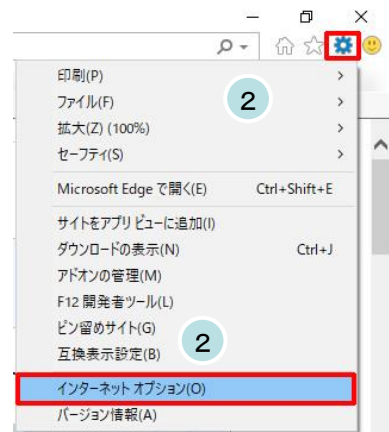 印刷(P)
ファイル(F)
2
拡大(Z) (100%)
セーフティ(S)
Microsoft Edge で開く(E) Ctrl+Shift+E
サイトをアプリ ビューに追加(I)
ダウンロードの表示(N) Ctrl+J
アドオンの管理(M)
F12 開発者ツール(L)
ピン留めサイト(G)
2
互換表示設定(B)
インターネット オプション(O)
バージョン情報(A)